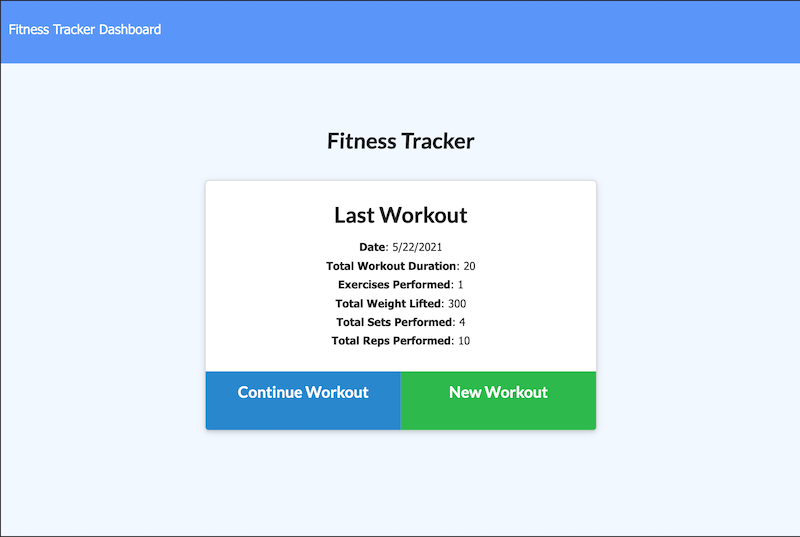 Fitness Tracker Dashboard
Fitness Tracker
Last Workout
Date: 5/22/2021
Total Workout Duration: 20
Exercises Performed: 1
Total Weight Lifted: 300
Total Sets Performed: 4
Total Reps Performed: 10
Continue Workout
New Workout